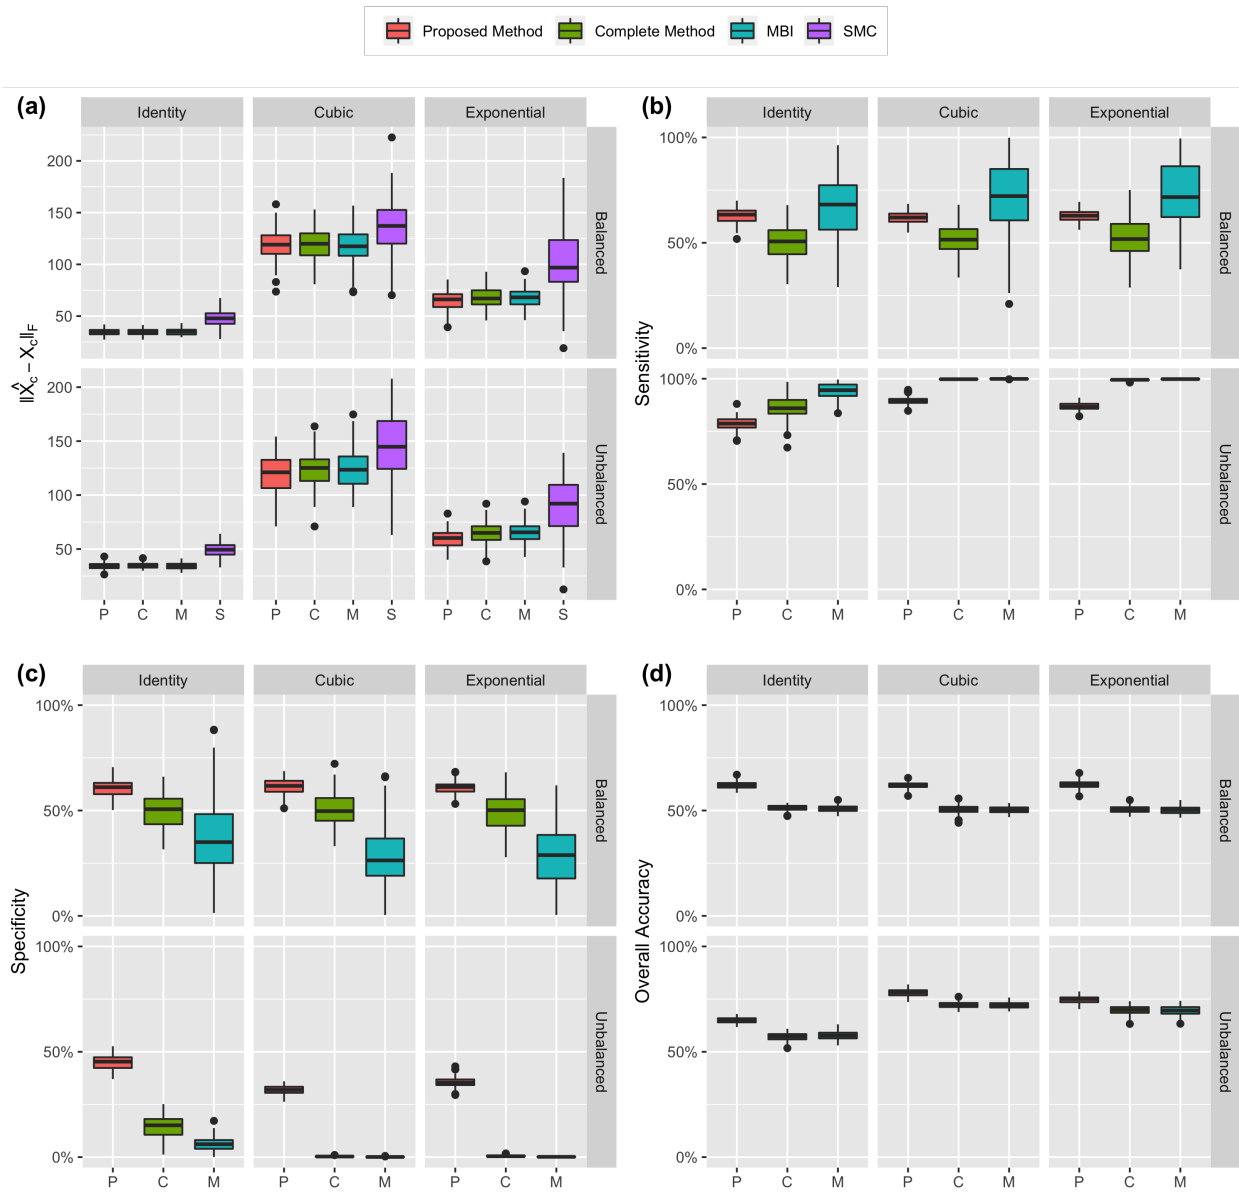 Proposed Method Complete Method MBI SMC
(a)
Identity Cubic Exponential
200
150
100
50
Balanced
200
150
100
50
Unbalanced
||X̂c − Xc||F
P C M S P C M S P C M S
(b)
Identity Cubic Exponential
100%
50%
0%
Balanced
100%
50%
0%
Unbalanced
Sensitivity
P C M P C M P C M
(c)
Identity Cubic Exponential
100%
50%
0%
Balanced
100%
50%
0%
Unbalanced
Specificity
P C M P C M P C M
(d)
Identity Cubic Exponential
100%
50%
0%
Balanced
100%
50%
0%
Unbalanced
Overall Accuracy
P C M P C M P C M